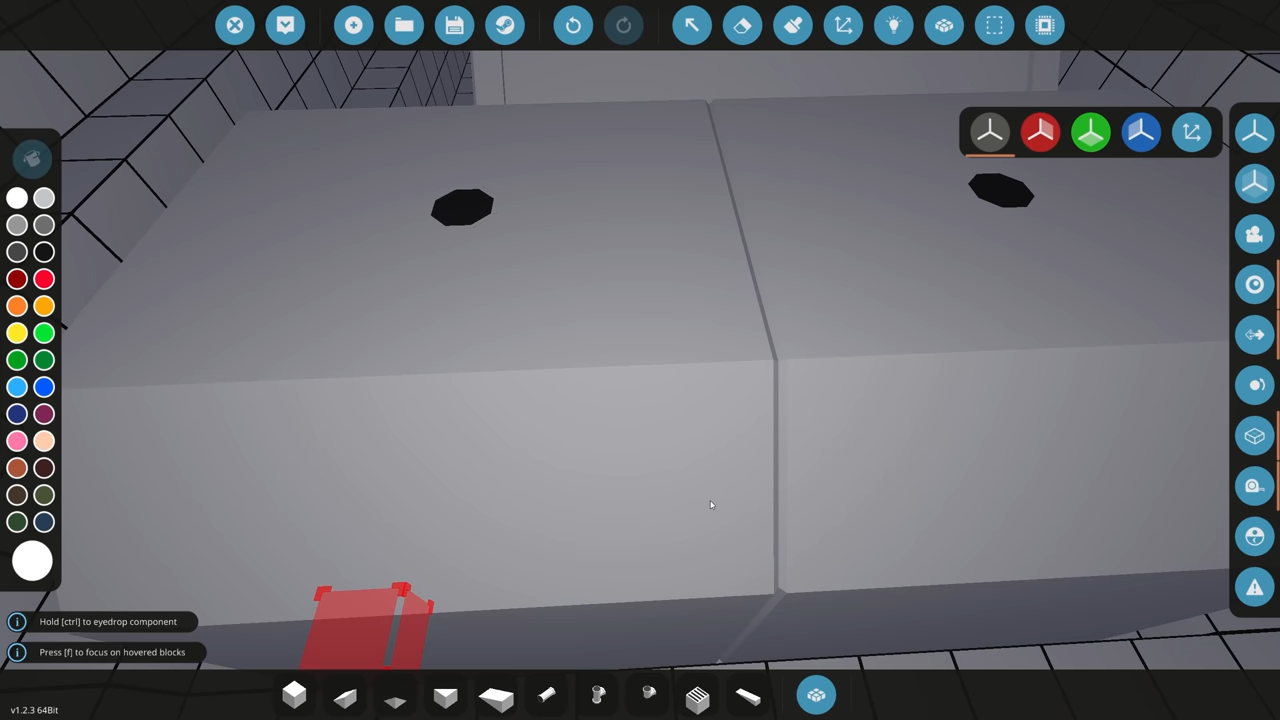 Hold [ctrl] to eyedrop component
Press [f] to focus on hovered blocks
v1.2.3 64Bit